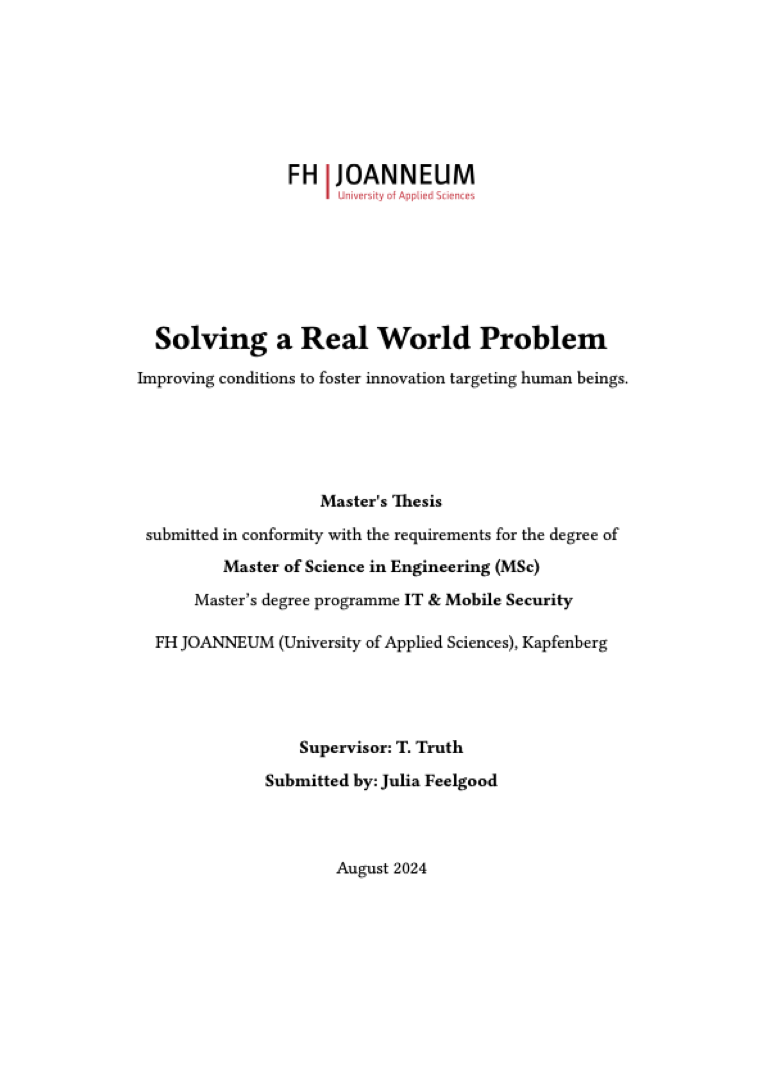 FH JOANNEUM
University of Applied Sciences
Solving a Real World Problem
Improving conditions to foster innovation targeting human beings.
Master's Thesis
submitted in conformity with the requirements for the degree of
Master of Science in Engineering (MSc)
Master’s degree programme IT & Mobile Security
FH JOANNEUM (University of Applied Sciences), Kapfenberg
Supervisor: T. Truth
Submitted by: Julia Feelgood
August 2024